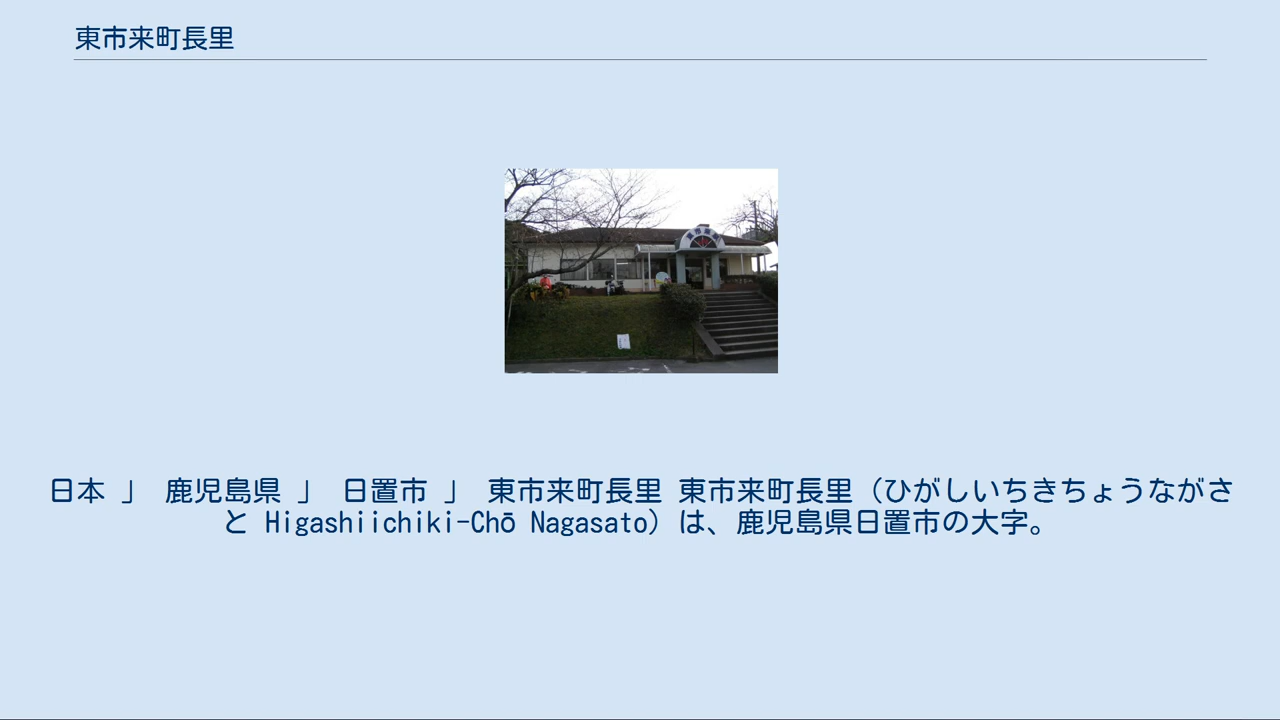 東市来町長里
日本 」 鹿児島県 」 日置市 」 東市来町長里 東市来町長里（ひがしいちきちょうながさ
と Higashiichiki-Chō Nagasato）は、鹿児島県日置市の大字。